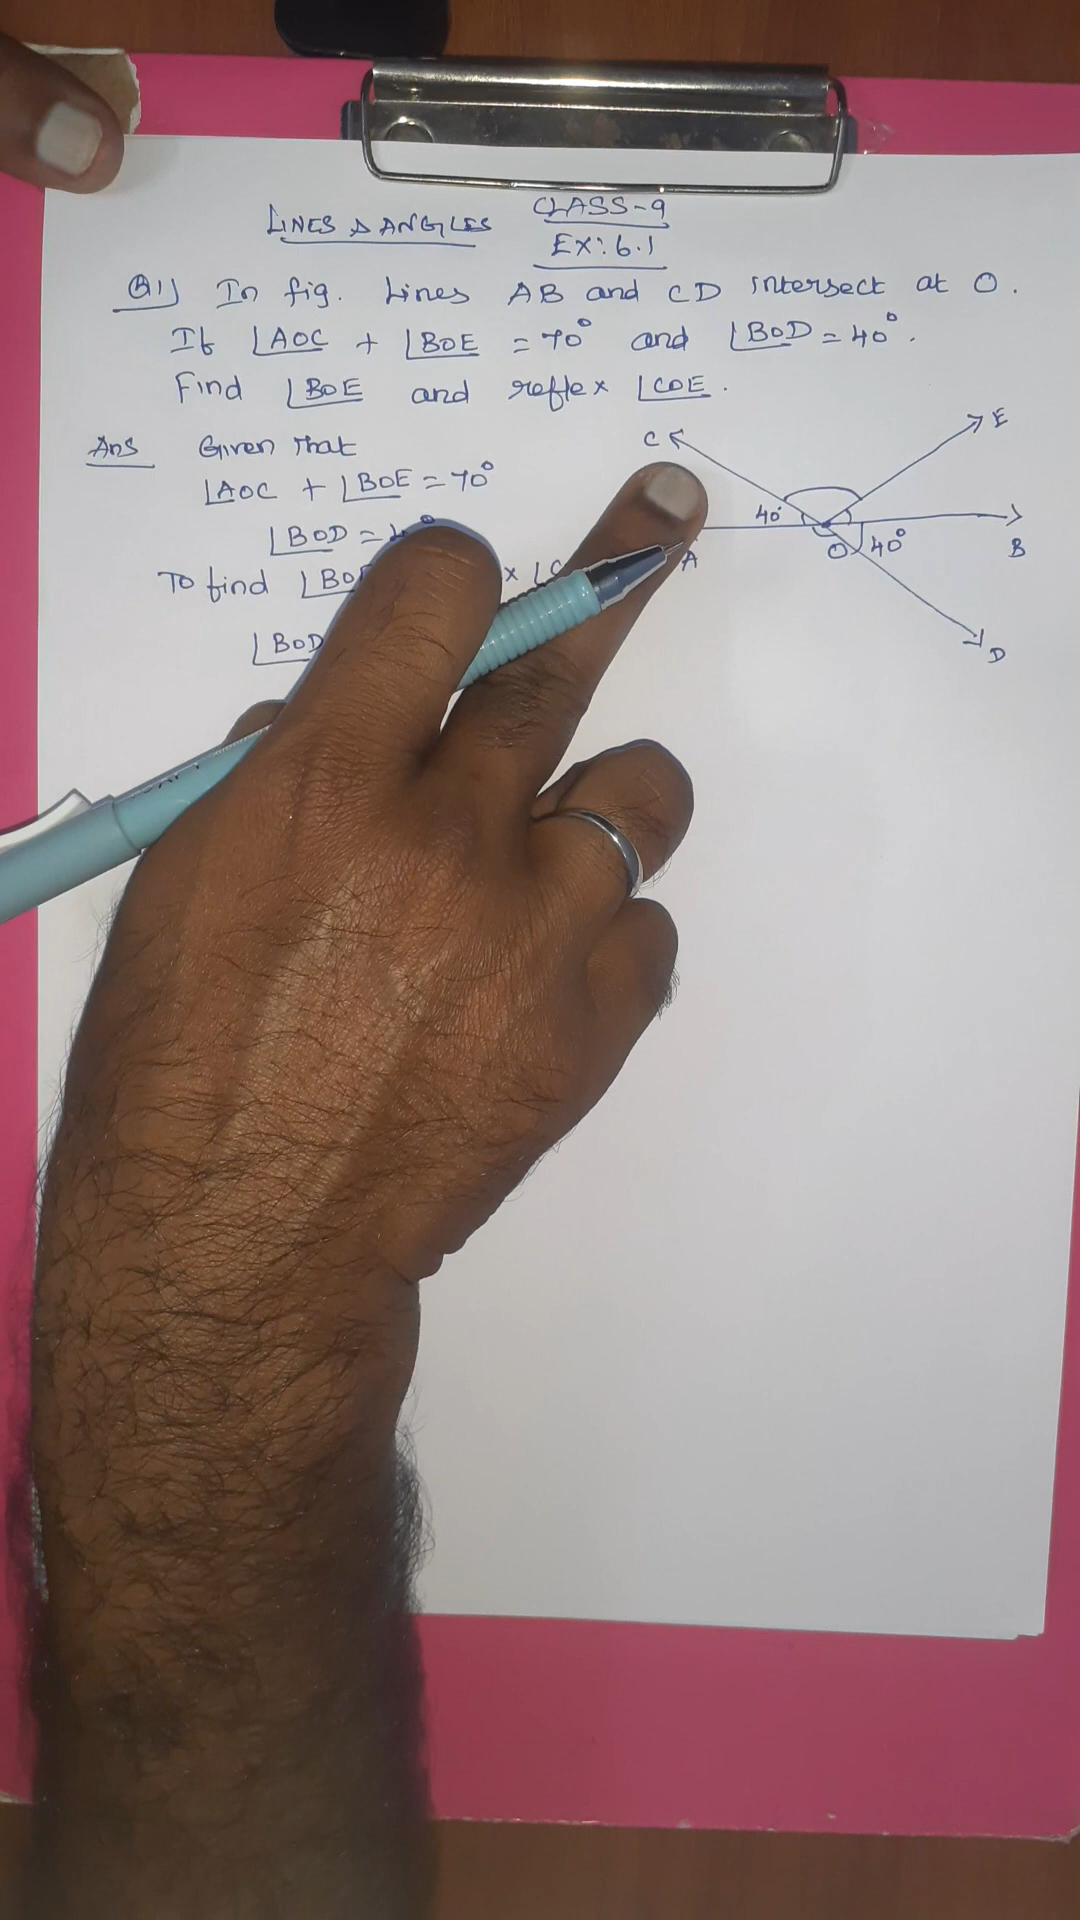 LINES & ANGLES CLASS-9
EX: 6.1
Q1) In fig. Lines AB and CD intersect at O.
If ∠AOC + ∠BOE = 70° and ∠BOD = 40°.
Find ∠BOE and reflex ∠COE.
Ans Given that
∠AOC + ∠BOE = 70°
∠BOD =
To find
∠BOD
C
E
40°
A
O
40°
B
D